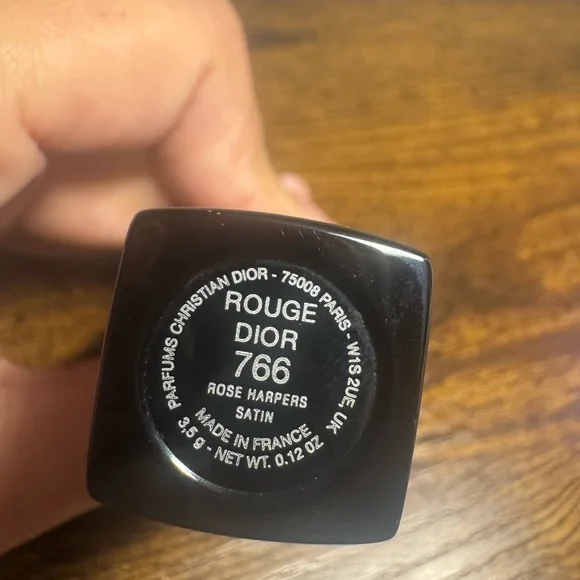 PARFUMS CHRISTIAN DIOR - 75008 PARIS - W1S 2UE, UK
ROUGE
DIOR
766
ROSE HARPERS
SATIN
MADE IN FRANCE
3,5 g - NET WT. 0.12 OZ